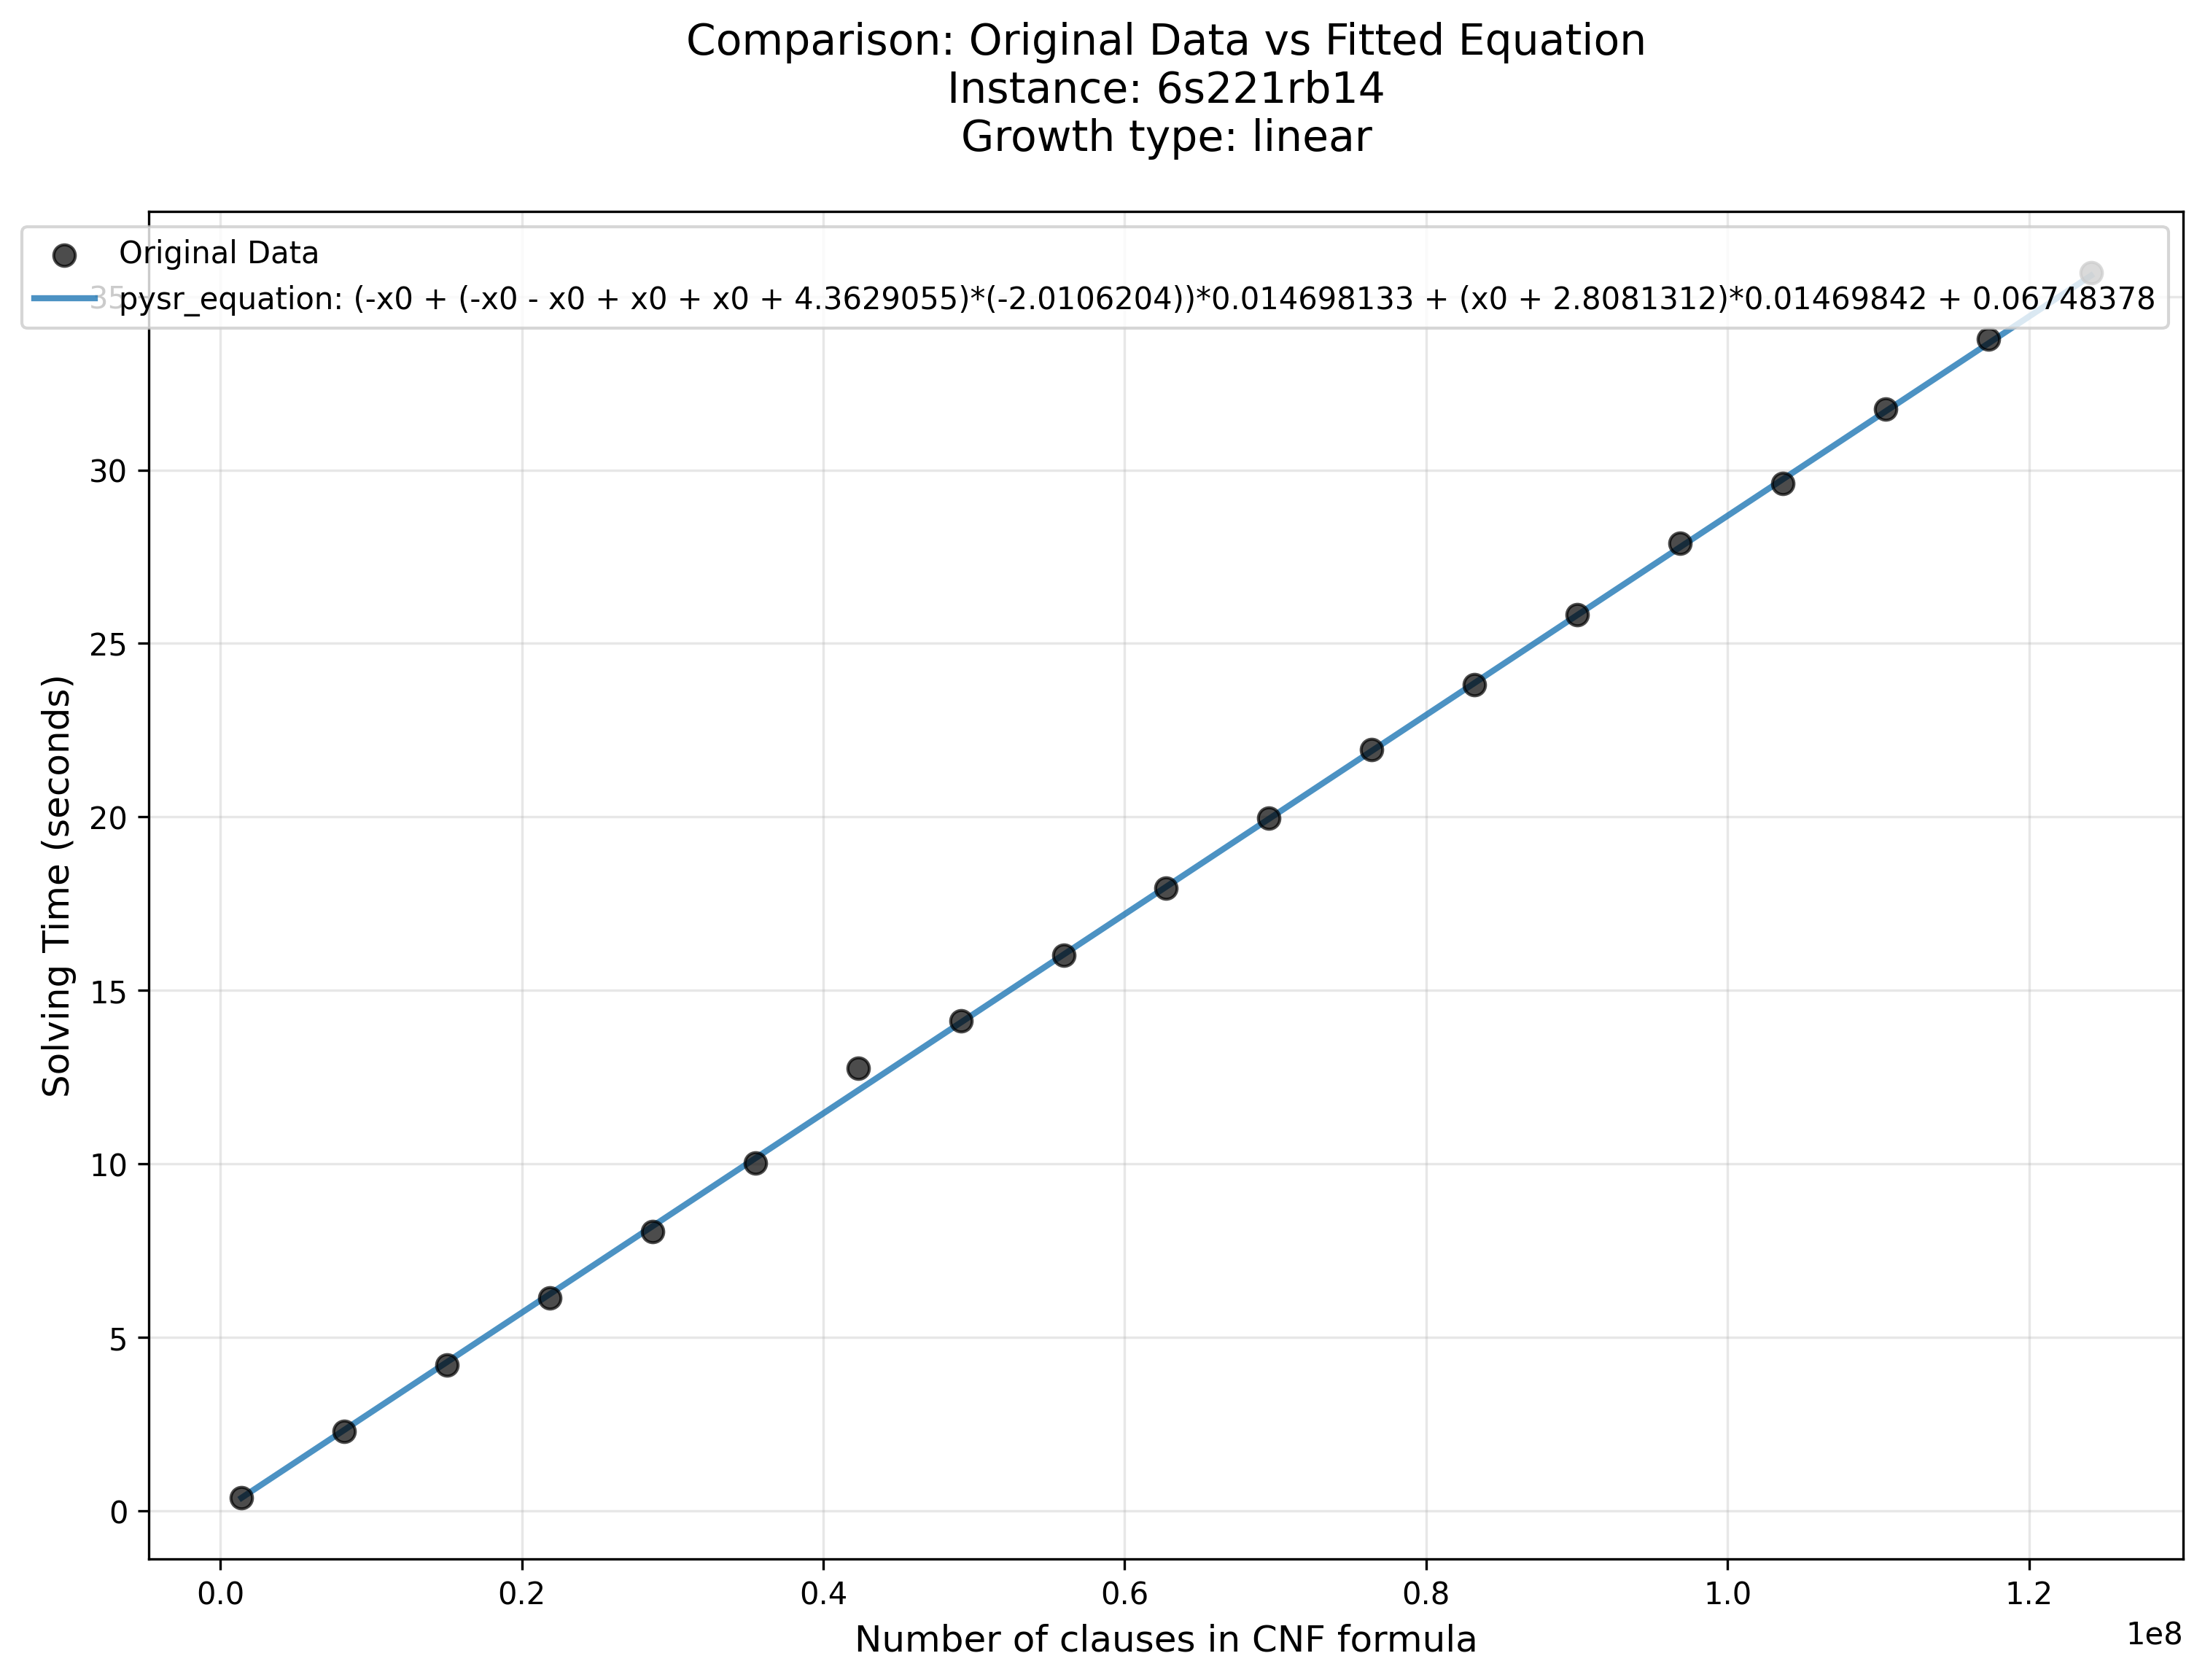 Comparison: Original Data vs Fitted Equation
Instance: 6s221rb14
Growth type: linear
Original Data
pysr_equation: (-x0 + (-x0 - x0 + x0 + x0 + 4.3629055)*(-2.0106204))*0.014698133 + (x0 + 2.8081312)*0.01469842 + 0.06748378
35
30
25
20
15
10
5
0
Solving Time (seconds)
0.0 0.2 0.4 0.6 0.8 1.0 1.2
1e8
Number of clauses in CNF formula